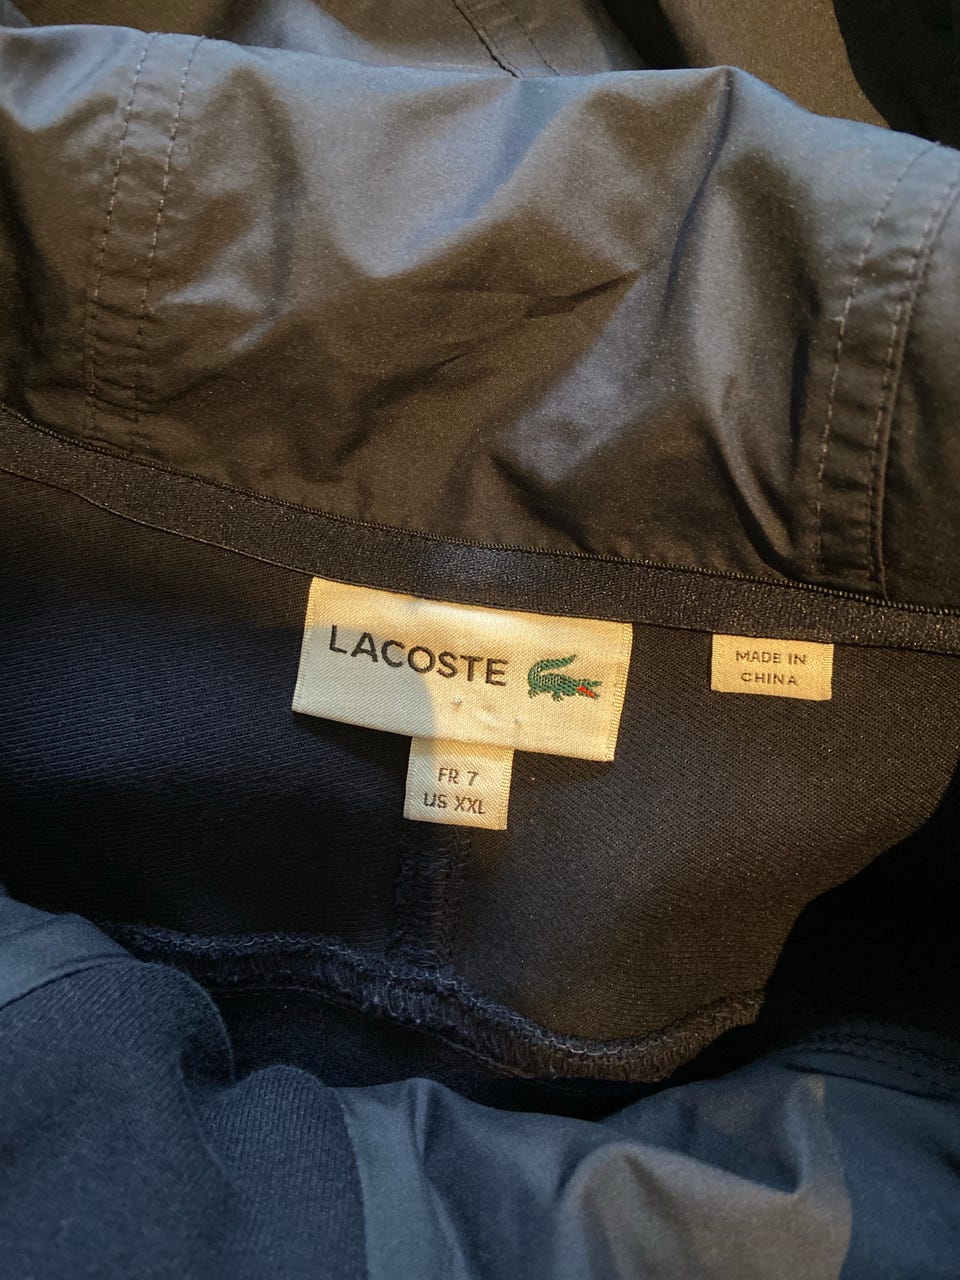 LACOSTE
MADE IN
CHINA
FR 7
US XXL